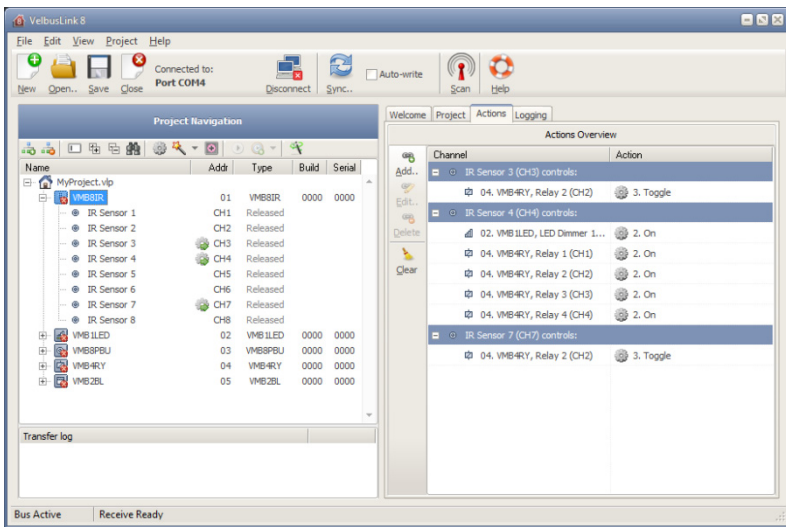 VelbusLink 8
File Edit View Project Help
New Open.. Save Close Connected to: Port COM4 Disconnect Sync.. Auto-write Scan Help
Project Navigation
Name Addr Type Build Serial
MyProject.vlp
VMB8IR 01 VMB8IR 0000 0000
IR Sensor 1 CH1 Released
IR Sensor 2 CH2 Released
IR Sensor 3 CH3 Released
IR Sensor 4 CH4 Released
IR Sensor 5 CH5 Released
IR Sensor 6 CH6 Released
IR Sensor 7 CH7 Released
IR Sensor 8 CH8 Released
VMB1LED 02 VMB1LED 0000 0000
VMB8PBU 03 VMB8PBU 0000 0000
VMB4RY 04 VMB4RY 0000 0000
VMB2BL 05 VMB2BL 0000 0000
Transfer log
Welcome Project Actions Logging
Actions Overview
Add..
Edit..
Delete
Clear
Channel Action
IR Sensor 3 (CH3) controls:
04. VMB4RY, Relay 2 (CH2) 3. Toggle
IR Sensor 4 (CH4) controls:
02. VMB1LED, LED Dimmer 1... 2. On
04. VMB4RY, Relay 1 (CH1) 2. On
04. VMB4RY, Relay 2 (CH2) 2. On
04. VMB4RY, Relay 3 (CH3) 2. On
04. VMB4RY, Relay 4 (CH4) 2. On
IR Sensor 7 (CH7) controls:
04. VMB4RY, Relay 2 (CH2) 3. Toggle
Bus Active Receive Ready